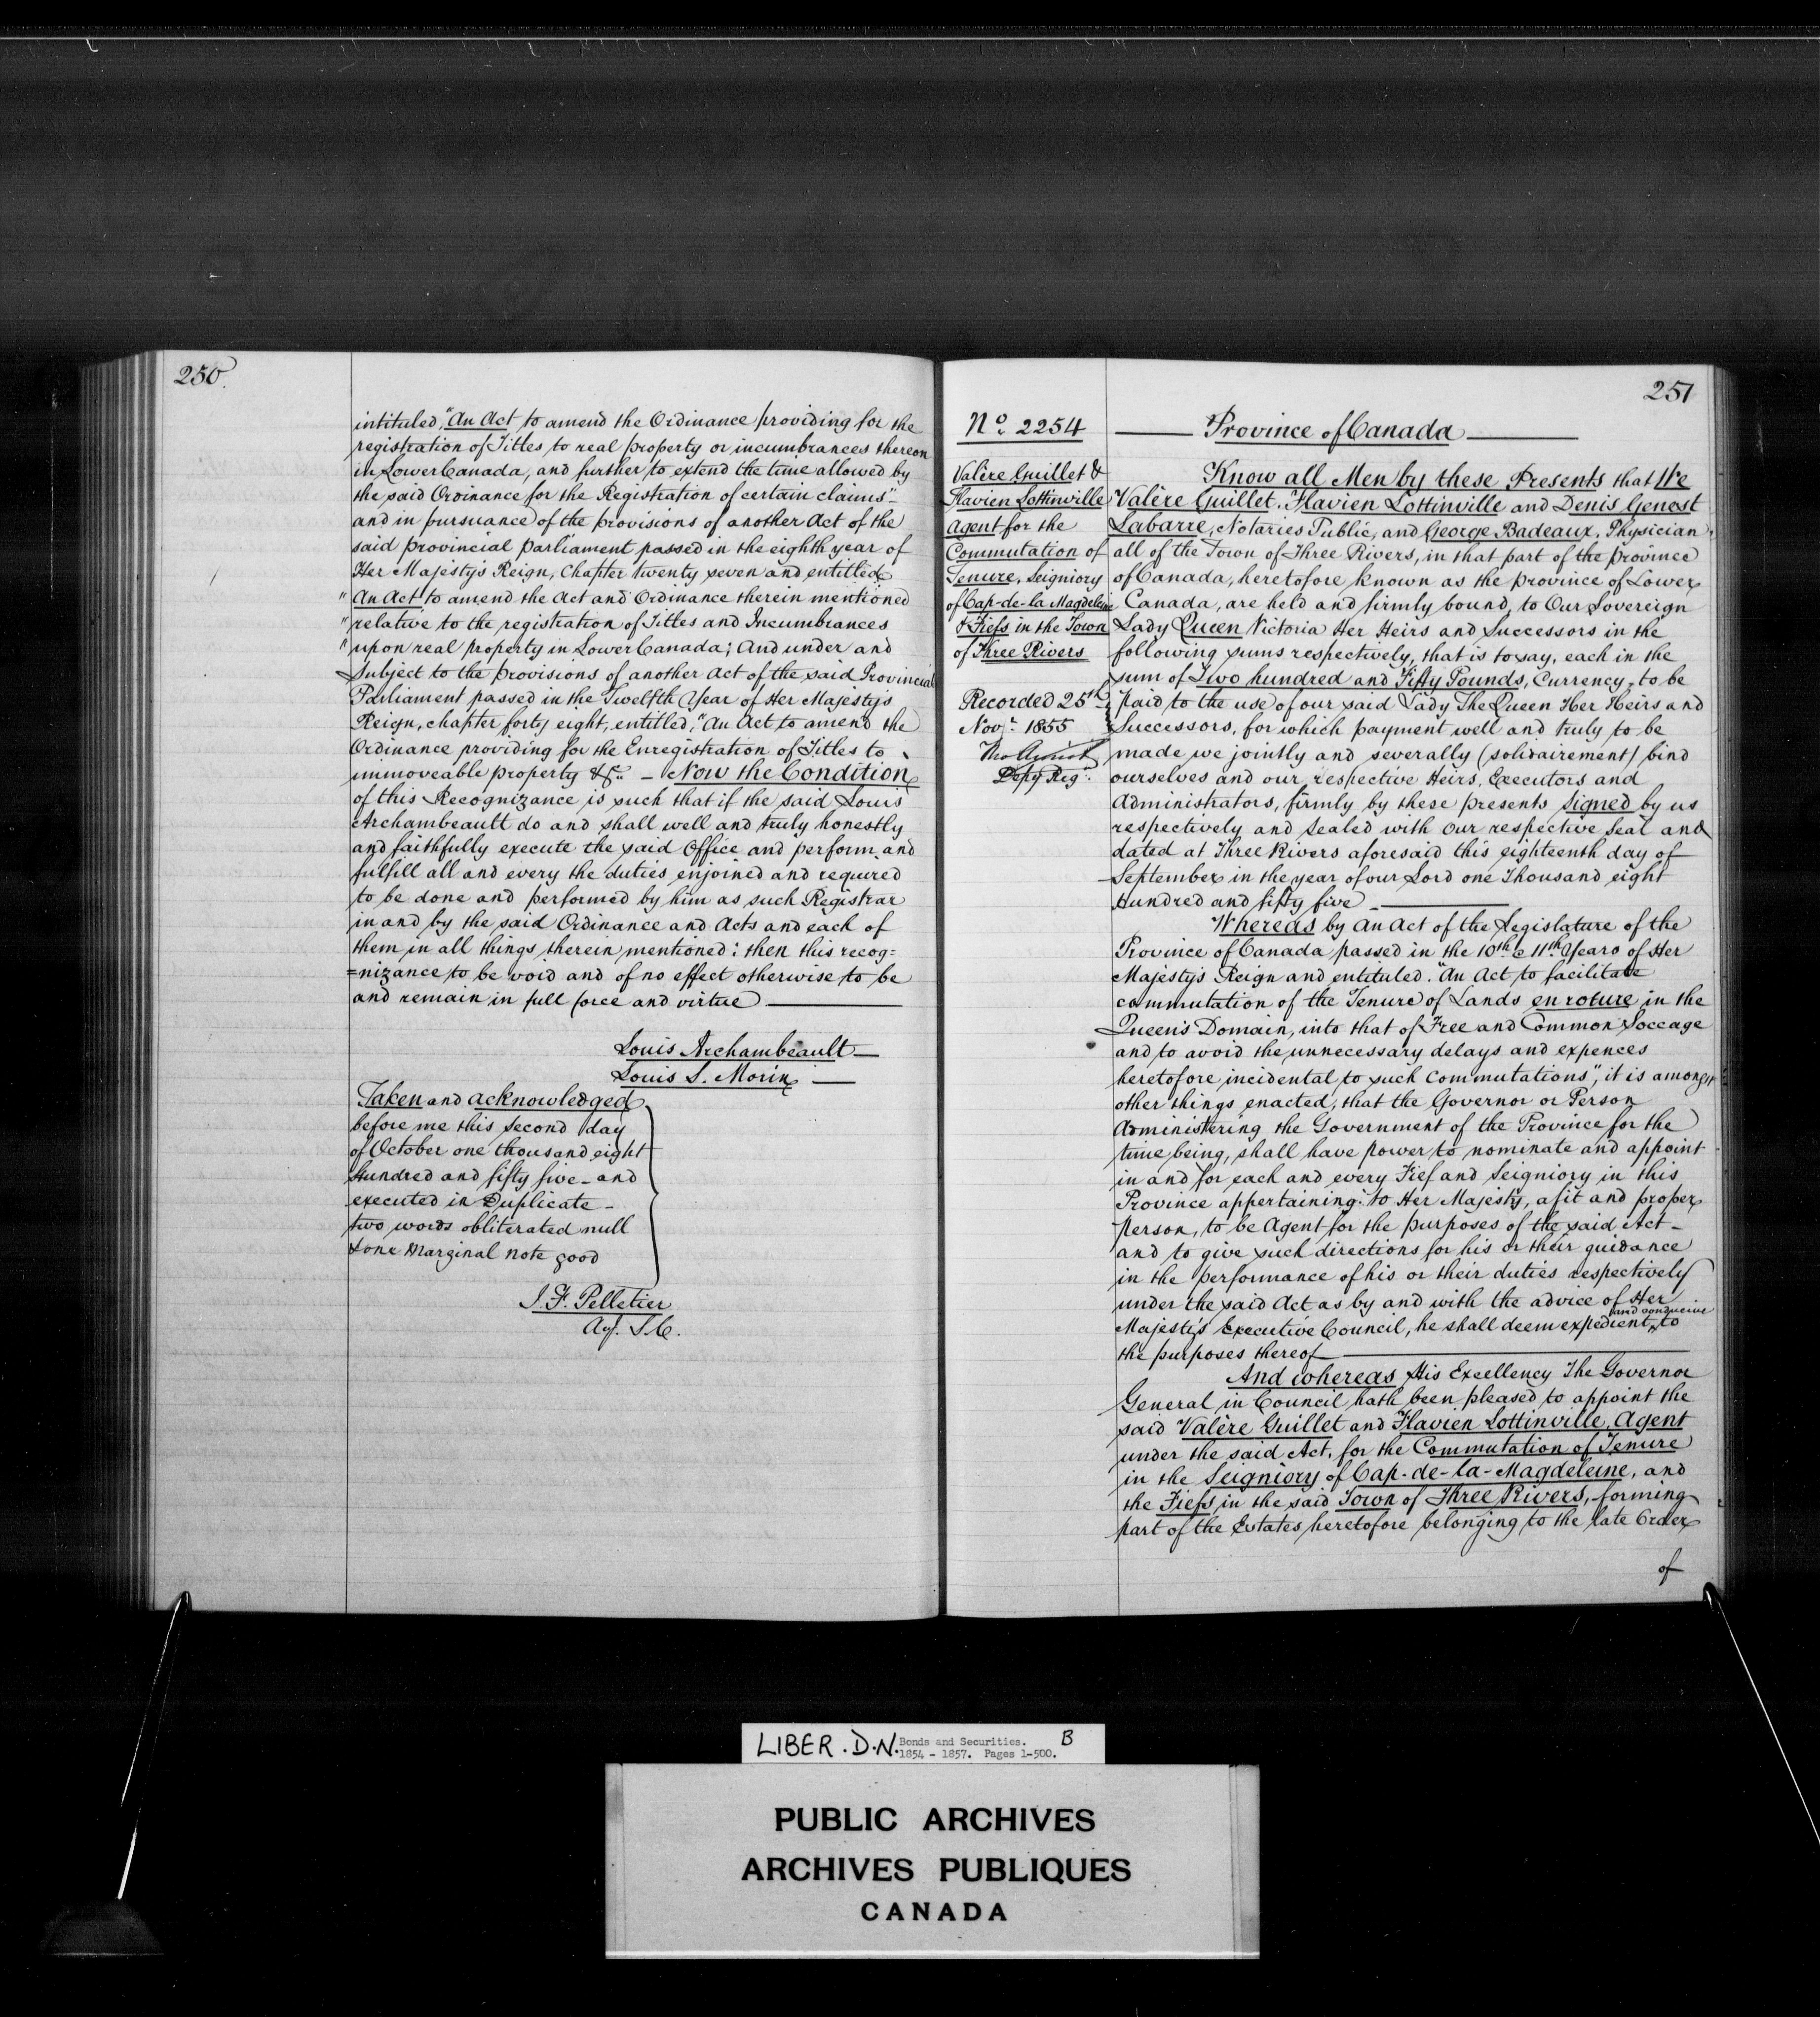 250.
intituled, "An Act to amend the Ordinance providing for the
registration of Titles to real property or incumbrances thereon
in Lower Canada, and further to extend the time allowed by
the said Ordinance for the Registration of certain claims"
and in pursuance of the provisions of another Act of the
said provincial parliament passed in the eighth year of
Her Majesty's Reign, Chapter twenty seven and entitled
"An Act to amend the Act and Ordinance therein mentioned
"relative to the registration of Titles and Incumbrances
"upon real property in Lower Canada; And under and
Subject to the provisions of another Act of the said Provincial
Parliament passed in the Twelfth Year of Her Majesty's
Reign, chapter forty eight, entitled, "An Act to amend the
Ordinance providing for the Enregistration of Titles to
immoveable property &c. - Now the Condition
of this Recognizance is such that if the said Louis
Archambeault do and shall well and truly honestly
and faithfully execute the said Office and perform and
fulfill all and every the duties enjoined and required
to be done and performed by him as such Registrar
in and by the said Ordinance and Acts and each of
them in all things therein mentioned: then this recog=
=nizance to be void and of no effect otherwise to be
and remain in full force and virtue
Louis Archambeault
Louis S. Morin
Taken and acknowledged
before me this second day
of October one thousand eight
Hundred and fifty five - and
executed in Duplicate -
two words obliterated null
& one Marginal note good
J. F. Pelletier
251
No. 2254
Valère Guillet &
Flavien Lottinville
Agent for the
Commutation of
Tenure, Seigniory
of Cap-de-la Magdeleine
& Fiefs in the Town
of Three Rivers
Recorded 25th
Novr. 1855
Tho Amiot
Depy Regr.
Province of Canada
Know all Men by these Presents that We
Valère Guillet, Flavien Lottinville and Denis Genest
Labarre, Notaries Public, and George Badeaux, Physician,
all of the Town of Three Rivers, in that part of the province
of Canada, heretofore known as the province of Lower
Canada, are held and firmly bound, to Our Sovereign
Lady Queen Victoria Her Heirs and Successors in the
following sums respectively, that is to say, each in the
sum of Two hundred and Fifty Pounds, Currency, to be
paid to the use of our said Lady The Queen Her Heirs and
Successors, for which payment well and truly to be
made we jointly and severally (solidairement) bind
ourselves and our respective Heirs, Executors and
Administrators, firmly by these presents Signed by us
respectively and Sealed with our respective Seal and
dated at Three Rivers aforesaid this eighteenth day of
September in the year of our Lord one Thousand eight
Hundred and fifty five -
Whereas by An Act of the Legislature of the
Province of Canada passed in the 10th & 11th Years of Her
Majesty's Reign and entituled. "An Act to facilitate
commutation of the Tenure of Lands en roture in the
Queen's Domain, into that of Free and Common Soccage
and to avoid the unnecessary delays and expences
heretofore incidental to such Commutations", it is amongst
other things enacted, that the Governor or Person
Administering the Government of the Province for the
time being, shall have power to nominate and appoint
in and for each and every Fief and Seigniory in this
Province appertaining to Her Majesty, a fit and proper
person, to be Agent for the purposes of the said Act -
and to give such directions for his or their guidance
in the performance of his or their duties respectively
under the said Act as by and with the advice of Her
Majesty's Executive Council, he shall deem expedient and conducive to
the purposes thereof
And whereas His Excellency The Governor
General in Council hath been pleased to appoint the
said Valère Guillet and Flavien Lottinville, Agent
under the said Act, for the Commutation of Tenure
in the Seigniory of Cap-de-la-Magdeleine, and
the Fiefs in the said Town of Three Rivers, forming
part of the Estates heretofore belonging to the late Order
of
LIBER. D.N. Bonds and Securities. B
1854 - 1857. Pages 1-500.
PUBLIC ARCHIVES
ARCHIVES PUBLIQUES
CANADA